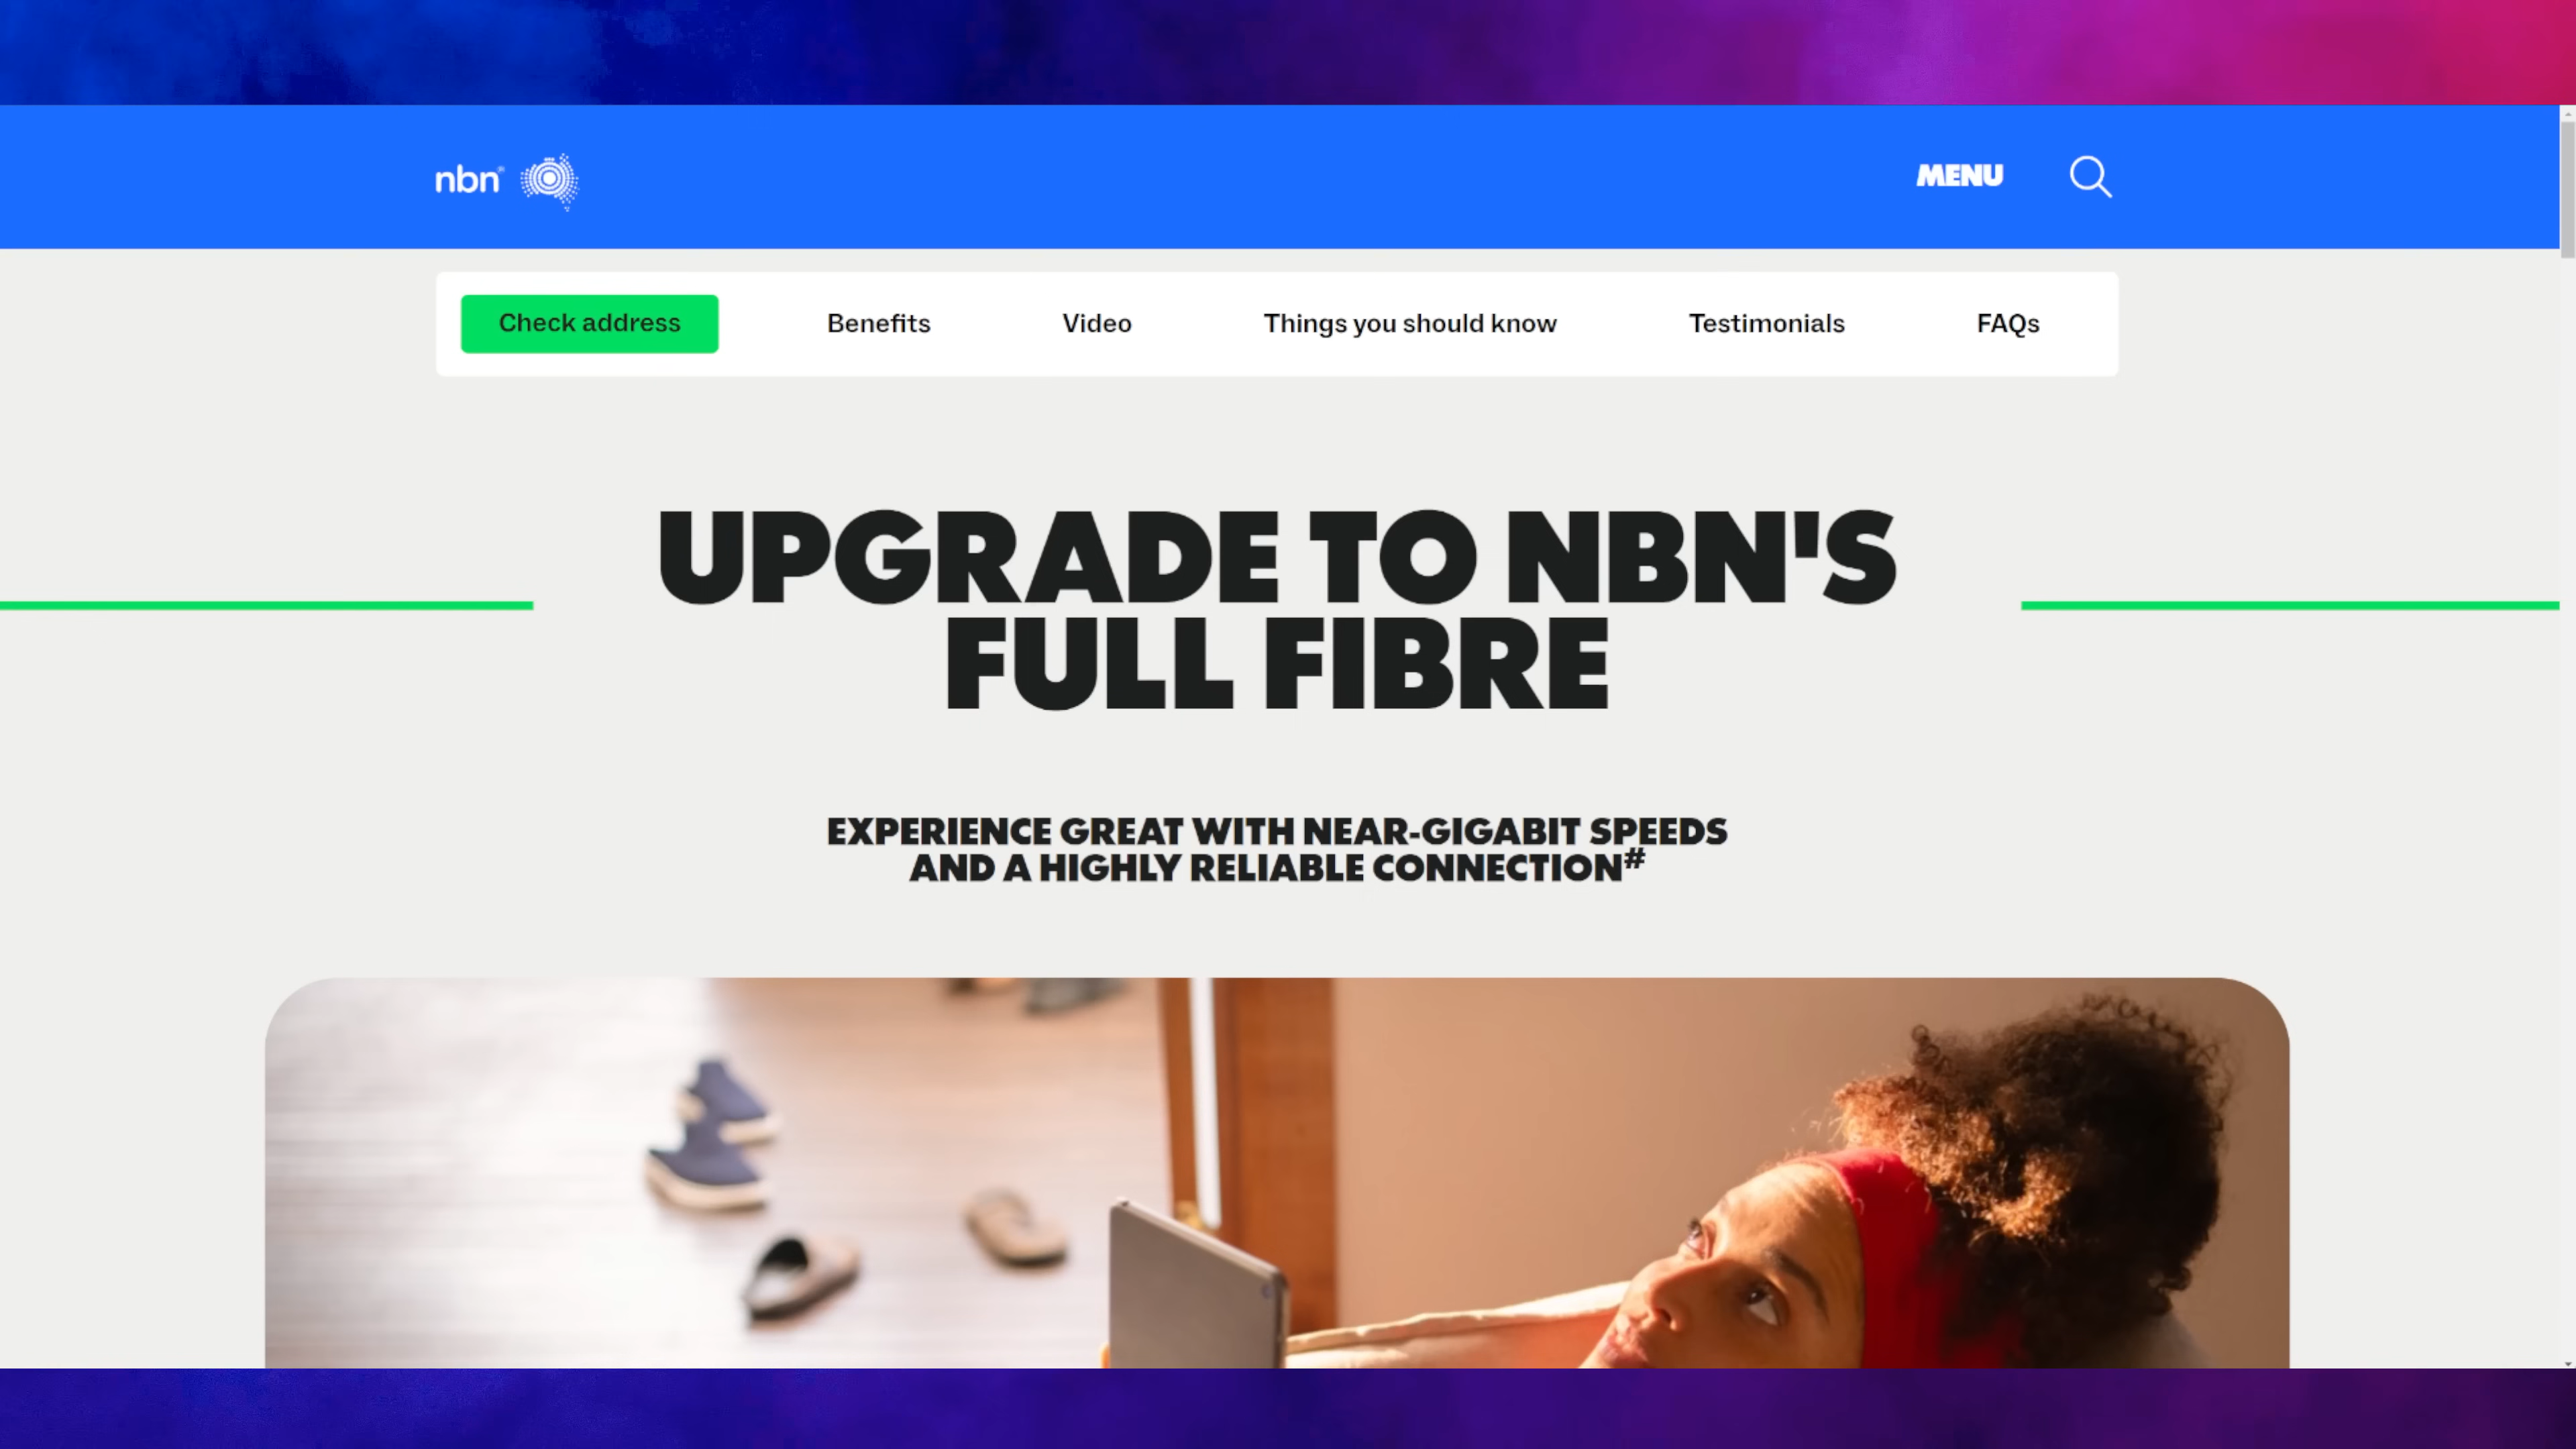 nbn®
MENU
Check address
Benefits
Video
Things you should know
Testimonials
FAQs
UPGRADE TO NBN'S
FULL FIBRE
EXPERIENCE GREAT WITH NEAR-GIGABIT SPEEDS
AND A HIGHLY RELIABLE CONNECTION#